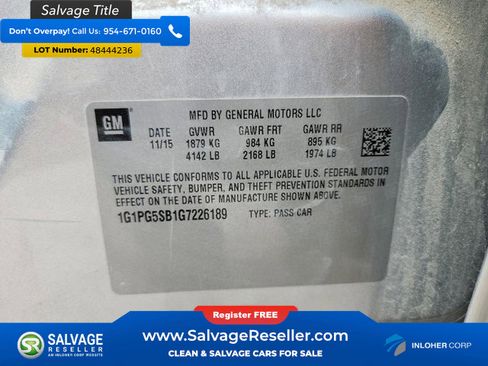 Salvage Title
Don't Overpay! Call Us: 954-671-0160
LOT Number: 48444236
GM
MFD BY GENERAL MOTORS LLC
DATE GVWR GAWR FRT GAWR RR
11/15 1879 KG 984 KG 895 KG
4142 LB 2168 LB 1974 LB
THIS VEHICLE CONFORMS TO ALL APPLICABLE U.S. FEDERAL MOTOR
VEHICLE SAFETY, BUMPER, AND THEFT PREVENTION STANDARDS IN
EFFECT ON THE DATE OF MANUFACTURE SHOWN ABOVE.
1G1PG5SB1G7226189 TYPE: PASS CAR
Register FREE
SALVAGE
RESELLER
AN INLOHER CORP WEBSITE
www.SalvageReseller.com
CLEAN & SALVAGE CARS FOR SALE
INLOHER CORP